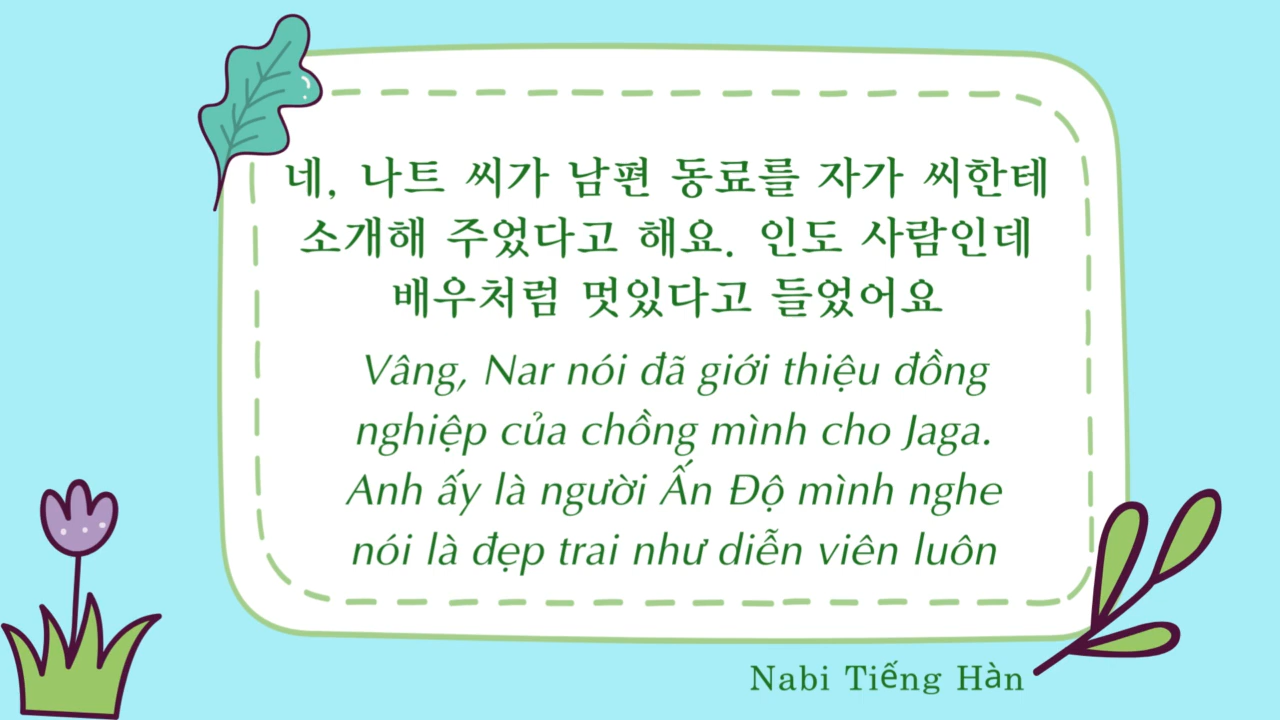 네, 나트 씨가 남편 동료를 자가 씨한테
소개해 주었다고 해요. 인도 사람인데
배우처럼 멋있다고 들었어요
Vâng, Nar nói đã giới thiệu đồng
nghiệp của chồng mình cho Jaga.
Anh ấy là người Ấn Độ mình nghe
nói là đẹp trai như diễn viên luôn
Nabi Tiếng Hàn